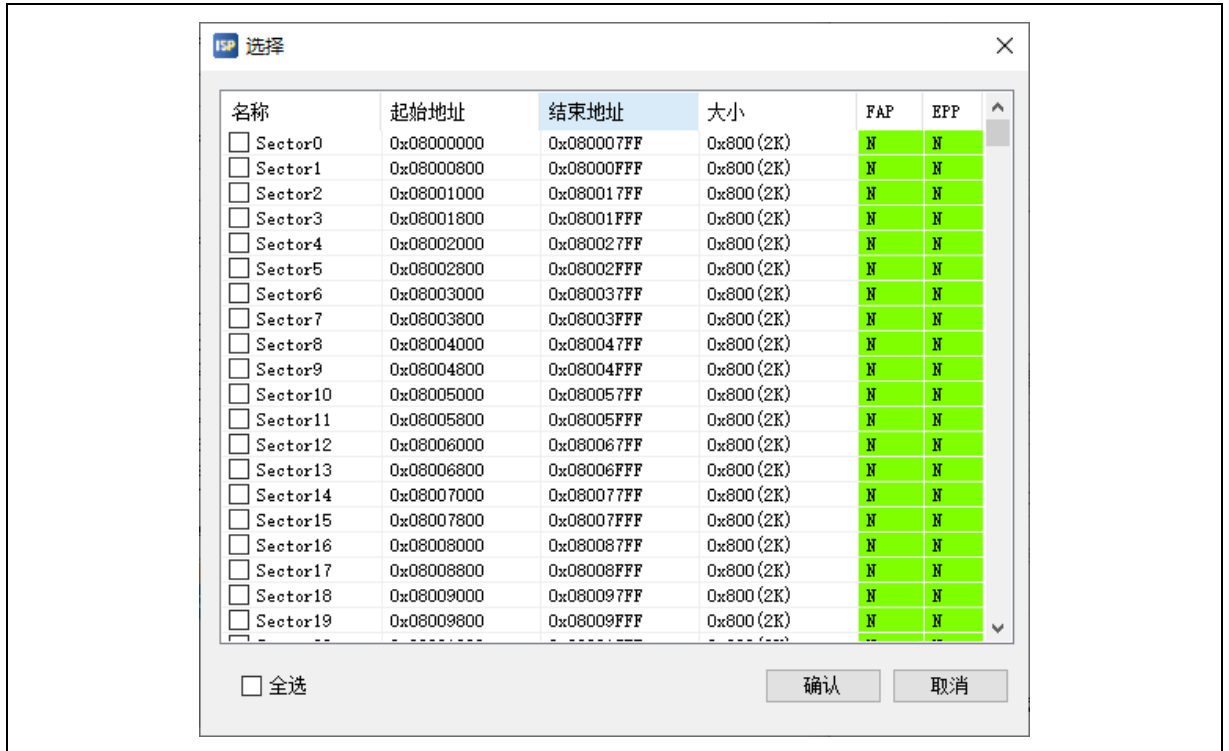 ISP 选择
名称 起始地址 结束地址 大小 FAP EPP
Sector0 0x08000000 0x080007FF 0x800(2K) N N
Sector1 0x08000800 0x08000FFF 0x800(2K) N N
Sector2 0x08001000 0x080017FF 0x800(2K) N N
Sector3 0x08001800 0x08001FFF 0x800(2K) N N
Sector4 0x08002000 0x080027FF 0x800(2K) N N
Sector5 0x08002800 0x08002FFF 0x800(2K) N N
Sector6 0x08003000 0x080037FF 0x800(2K) N N
Sector7 0x08003800 0x08003FFF 0x800(2K) N N
Sector8 0x08004000 0x080047FF 0x800(2K) N N
Sector9 0x08004800 0x08004FFF 0x800(2K) N N
Sector10 0x08005000 0x080057FF 0x800(2K) N N
Sector11 0x08005800 0x08005FFF 0x800(2K) N N
Sector12 0x08006000 0x080067FF 0x800(2K) N N
Sector13 0x08006800 0x08006FFF 0x800(2K) N N
Sector14 0x08007000 0x080077FF 0x800(2K) N N
Sector15 0x08007800 0x08007FFF 0x800(2K) N N
Sector16 0x08008000 0x080087FF 0x800(2K) N N
Sector17 0x08008800 0x08008FFF 0x800(2K) N N
Sector18 0x08009000 0x080097FF 0x800(2K) N N
Sector19 0x08009800 0x08009FFF 0x800(2K) N N
全选 确认 取消